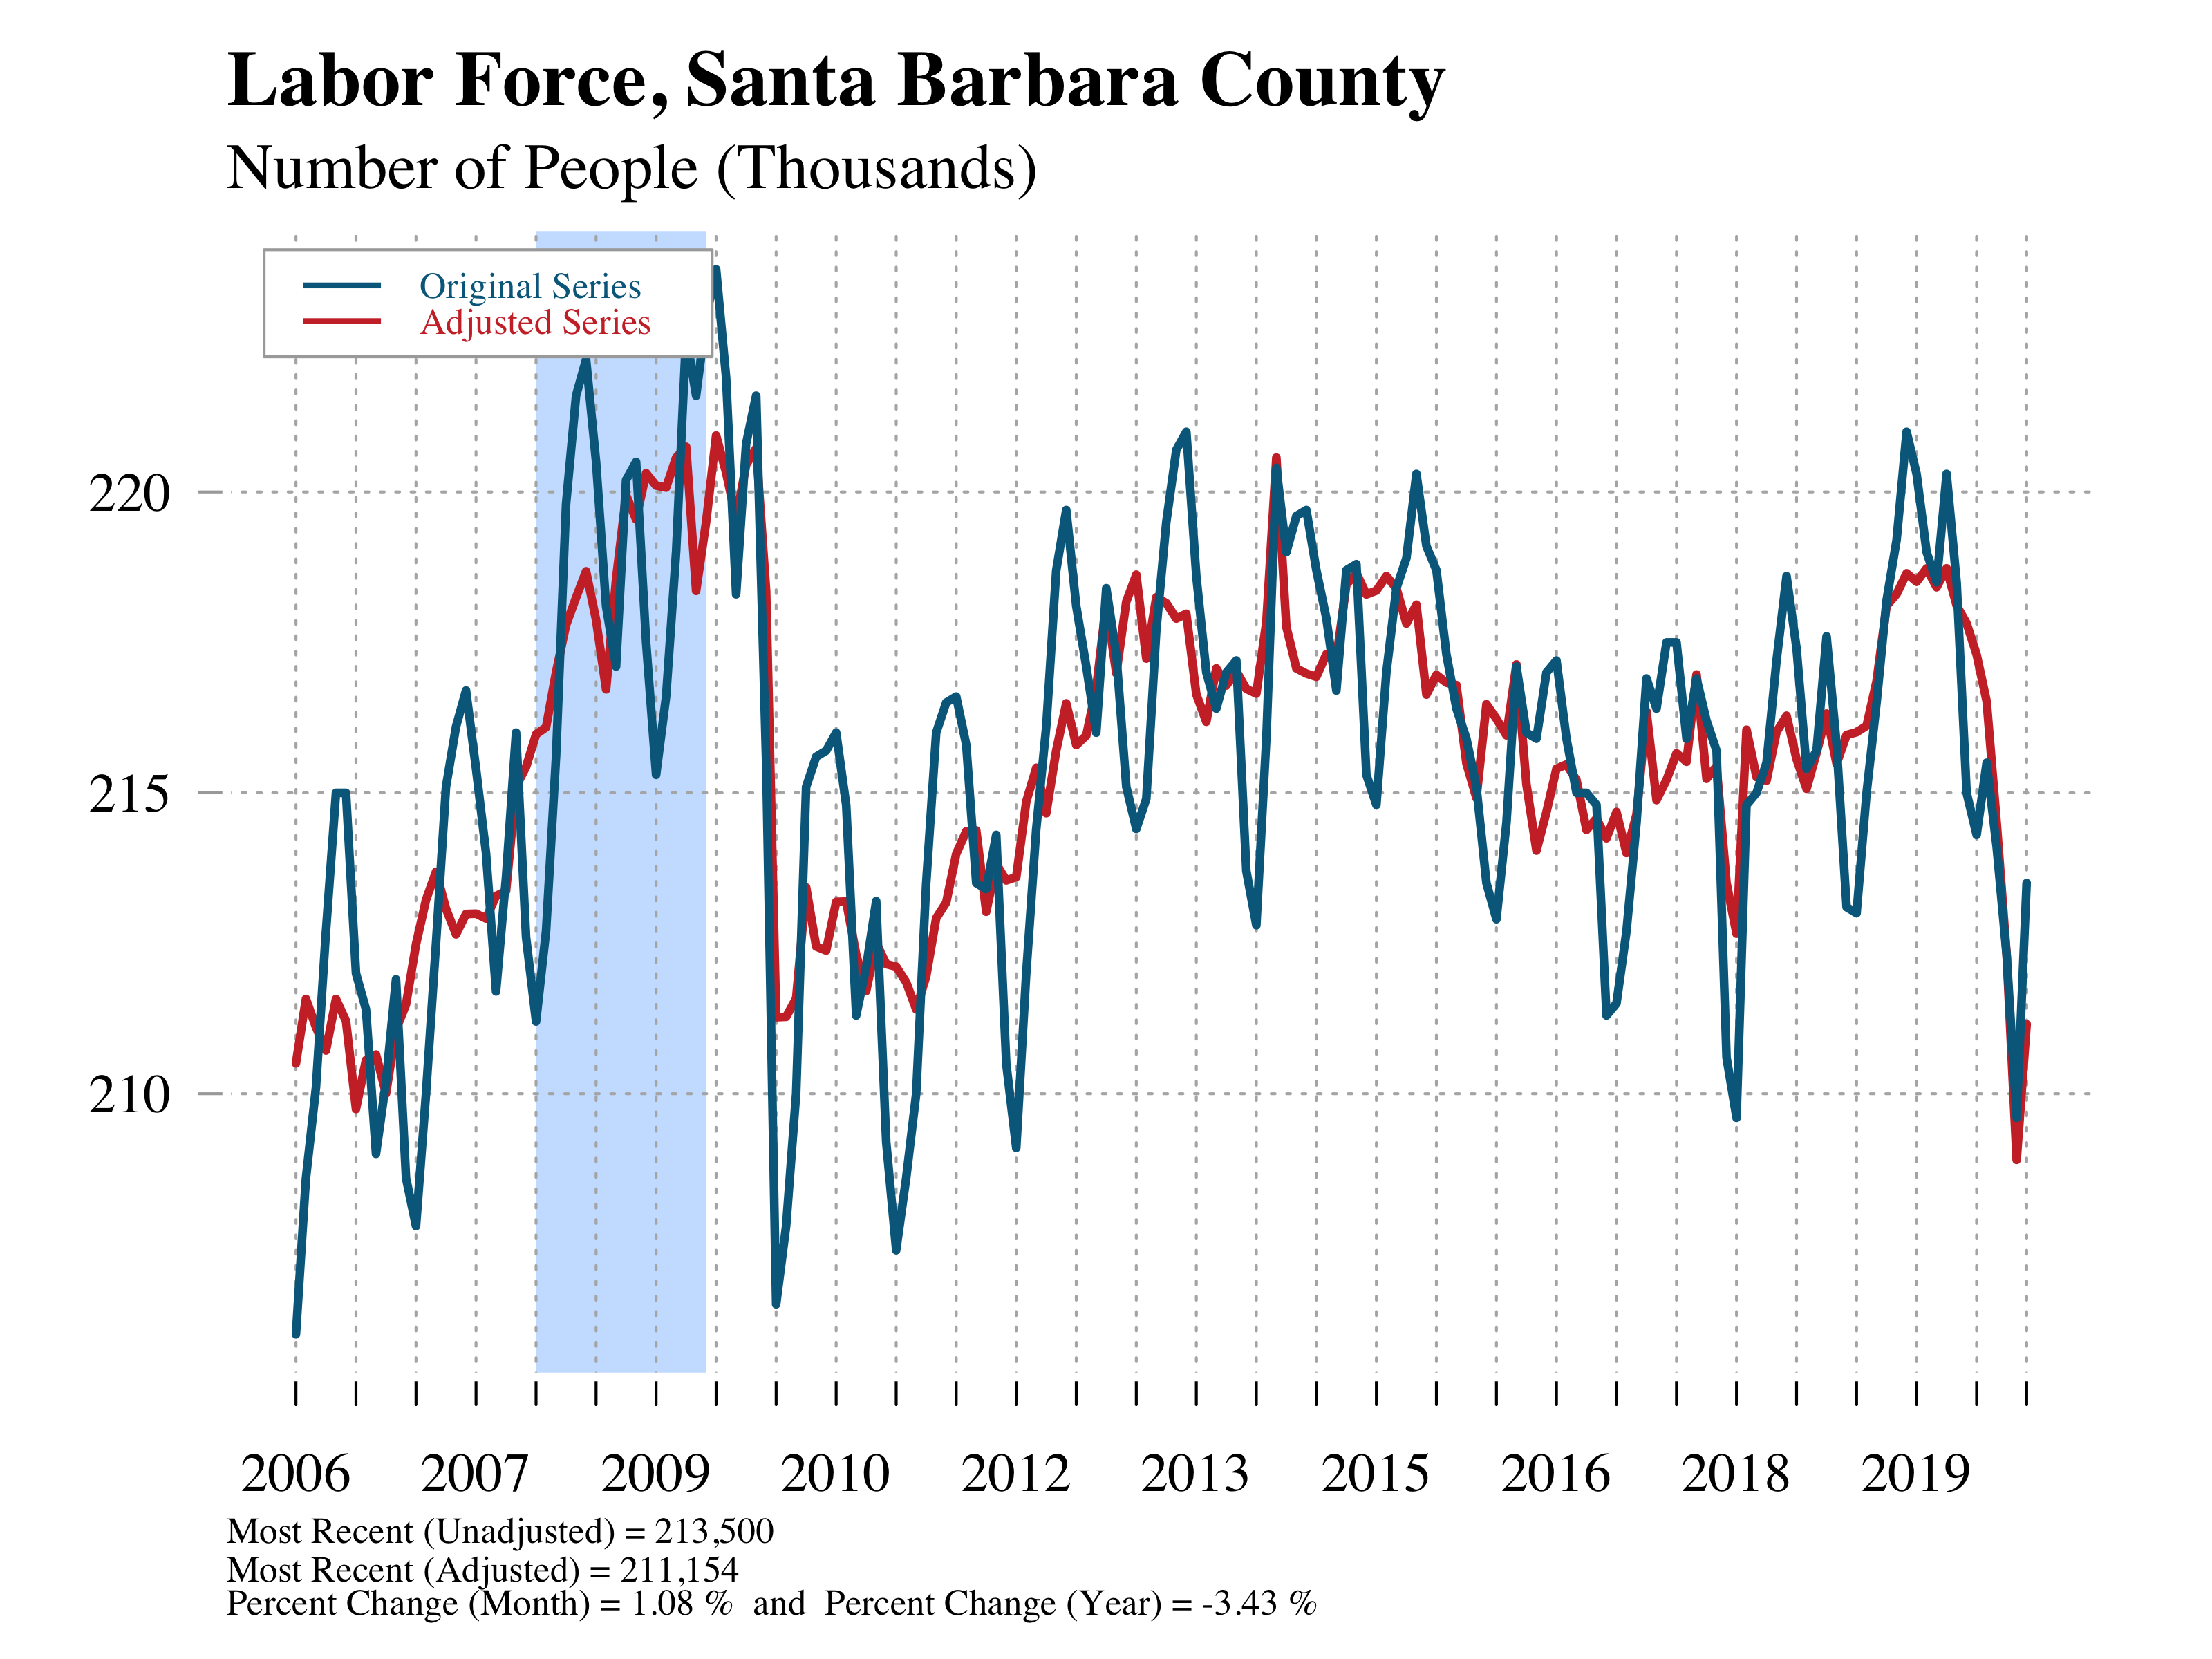 Labor Force, Santa Barbara County
Number of People (Thousands)
Original Series
Adjusted Series
220
215
210
2006 2007 2009 2010 2012 2013 2015 2016 2018 2019
Most Recent (Unadjusted) = 213,500
Most Recent (Adjusted) = 211,154
Percent Change (Month) = 1.08 % and Percent Change (Year) = -3.43 %